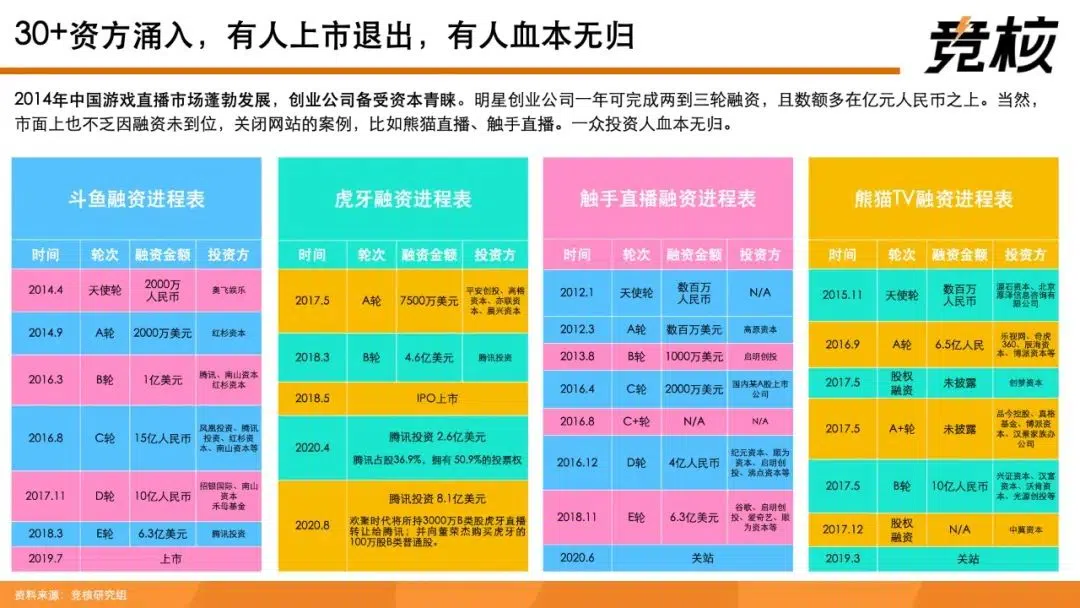 30+资方涌入，有人上市退出，有人血本无归
竞核
2014年中国游戏直播市场蓬勃发展，创业公司备受资本青睐。明星创业公司一年可完成两到三轮融资，且数额多在亿元人民币之上。当然，
市面上也不乏因融资未到位，关闭网站的案例，比如熊猫直播、触手直播。一众投资人血本无归。
斗鱼融资进程表
时间 轮次 融资金额 投资方
2014.4 天使轮 2000万人民币 奥飞娱乐
2014.9 A轮 2000万美元 红杉资本
2016.3 B轮 1亿美元 腾讯、南山资本 红杉资本
2016.8 C轮 15亿人民币 凤凰投资、腾讯投资、红杉资本、南山资本等
2017.11 D轮 10亿人民币 招银国际、南山资本 禾母基金
2018.3 E轮 6.3亿美元 腾讯投资
2019.7 上市
虎牙融资进程表
时间 轮次 融资金额 投资方
2017.5 A轮 7500万美元 平安创投、高榕资本、亦联资本、晨兴资本
2018.3 B轮 4.6亿美元 腾讯投资
2018.5 IPO上市
2020.4 腾讯投资 2.6亿美元
腾讯占股36.9%，拥有 50.9%的投票权
2020.8 腾讯投资 8.1亿美元
欢聚时代将所持3000万B类股虎牙直播
转让给腾讯；并向董荣杰购买虎牙的
100万股B类普通股。
触手直播融资进程表
时间 轮次 融资金额 投资方
2012.1 天使轮 数百万人民币 N/A
2012.3 A轮 数百万美元 高原资本
2013.8 B轮 1000万美元 启明创投
2016.4 C轮 2000万美元 国内某A股上市公司
2016.8 C+轮 N/A N/A
2016.12 D轮 4亿人民币 纪元资本、顺为资本、启明创投、沸点资本等
2018.11 E轮 6.3亿美元 谷歌、启明创投、爱奇艺、顺为资本等
2020.6 关站
熊猫TV融资进程表
时间 轮次 融资金额 投资方
2015.11 天使轮 数百万人民币 源石资本、北京厚泽信息咨询有限公司
2016.9 A轮 6.5亿人民 乐视网、奇虎360、辰海资本、博派资本等
2017.5 股权融资 未披露 创梦资本
2017.5 A+轮 未披露 品今控股、真格基金、博派资本、汉景家族办公司
2017.5 B轮 10亿人民币 兴证资本、汉富资本、沃肯资本、光源创投等
2017.12 股权融资 N/A 中冀资本
2019.3 关站
资料来源：竞核研究组